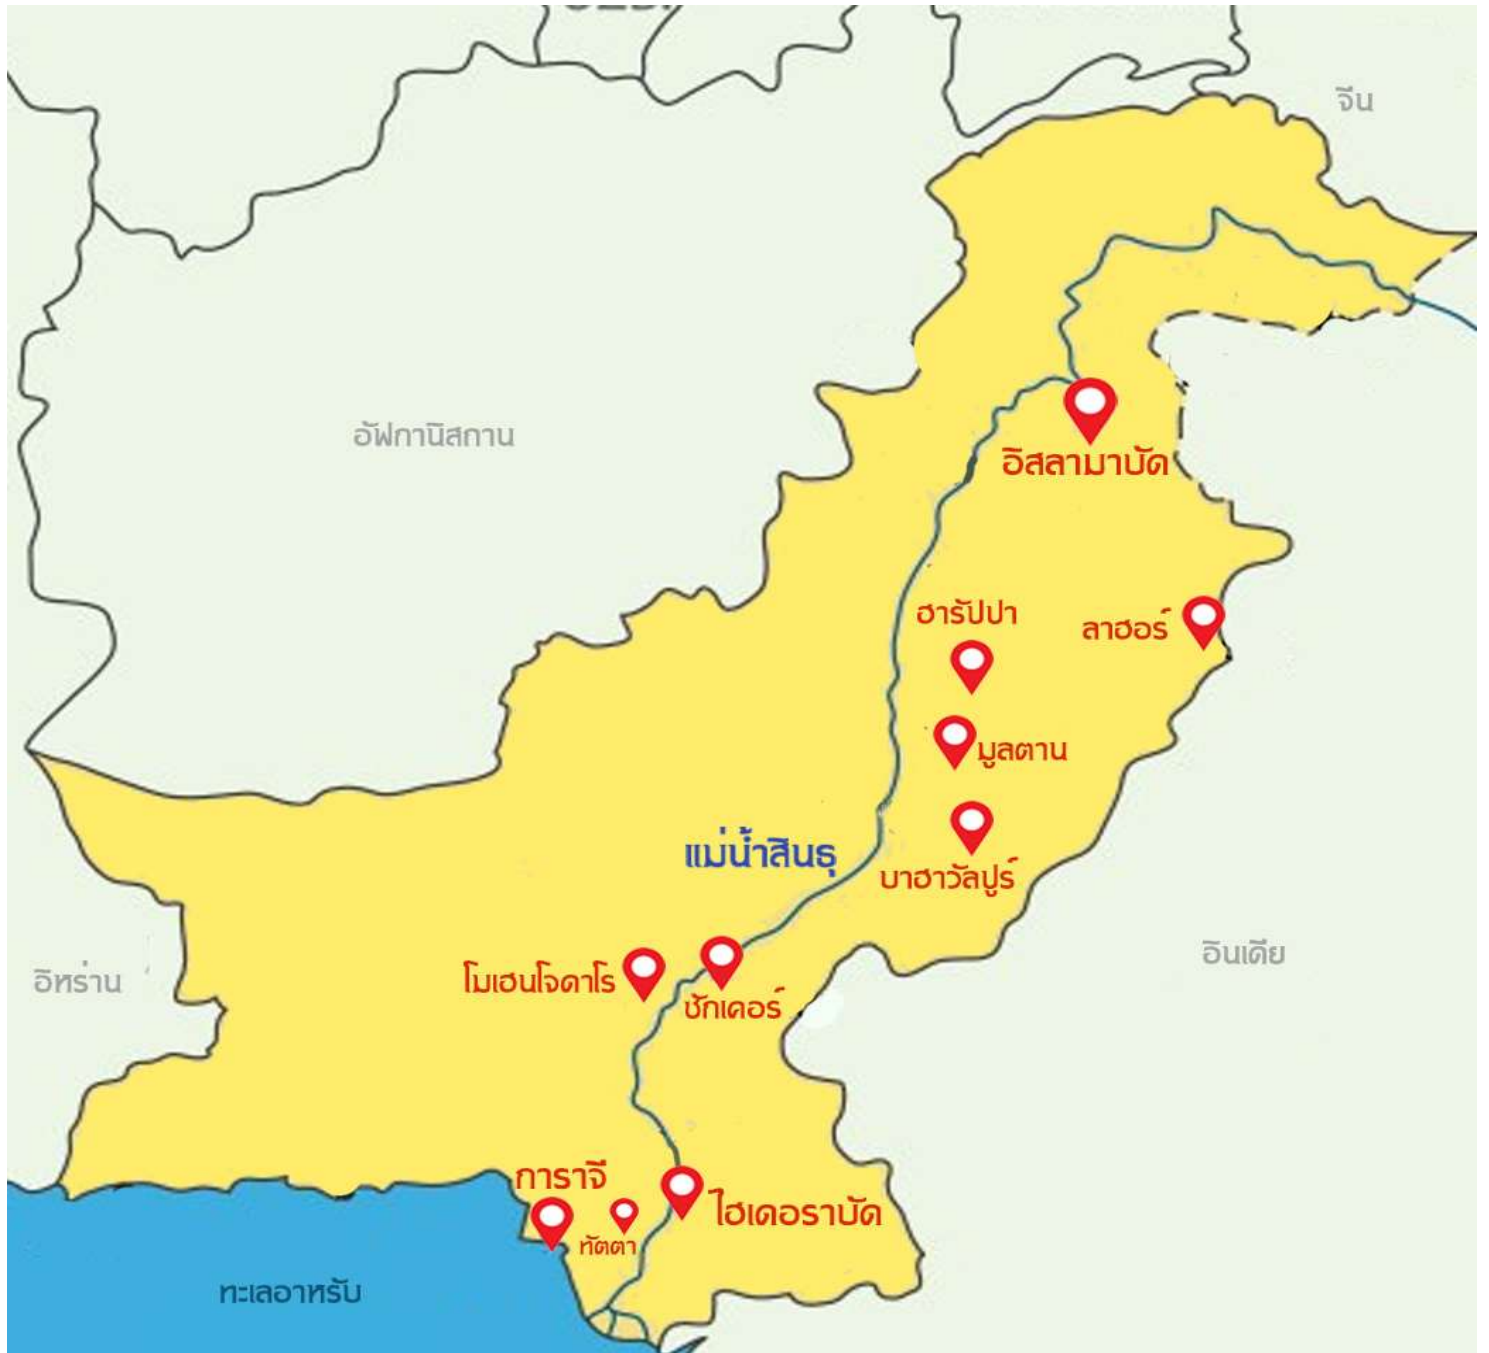 จีน
อัฟกานิสถาน
อิสลามาบัด
ฮารัปปา
ลาฮอร์
มูลตาน
แม่น้ำสินธุ
บาฮาวัลปูร์
อินเดีย
อิหร่าน
โมเฮนโจดาโร
ชักเคอร์
การาจี
ไฮเดอราบัด
ทัตตา
ทะเลอาหรับ